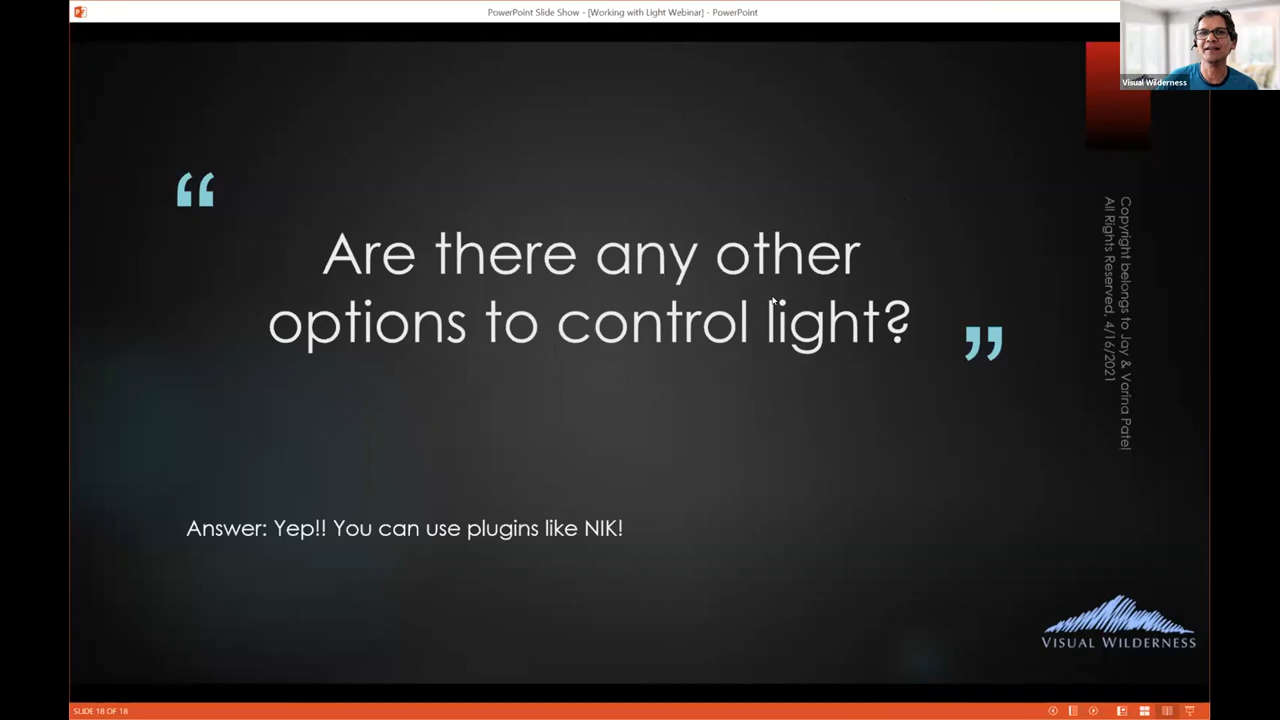 PowerPoint Slide Show - [Working with Light Webinar] - PowerPoint
Visual Wilderness
“
Are there any other
options to control light?
”
Copyright belongs to Jay & Varina Patel
All Rights Reserved. 4/16/2021
Answer: Yep!! You can use plugins like NIK!
VISUAL WILDERNESS
SLIDE 18 OF 18